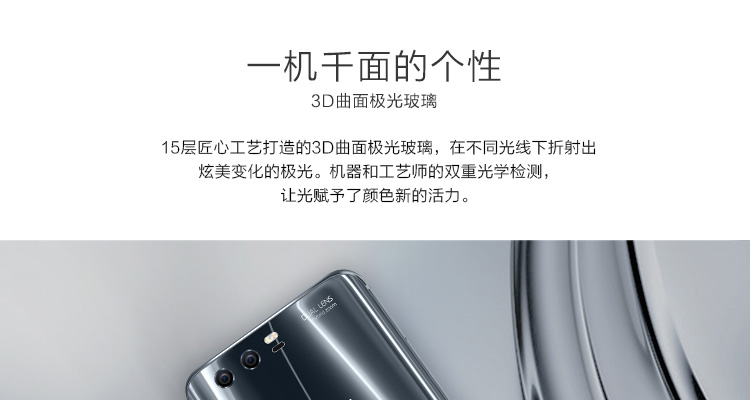 一机千面的个性
3D曲面极光玻璃
15层匠心工艺打造的3D曲面极光玻璃，在不同光线下折射出
炫美变化的极光。机器和工艺师的双重光学检测，
让光赋予了颜色新的活力。
DUAL LENS